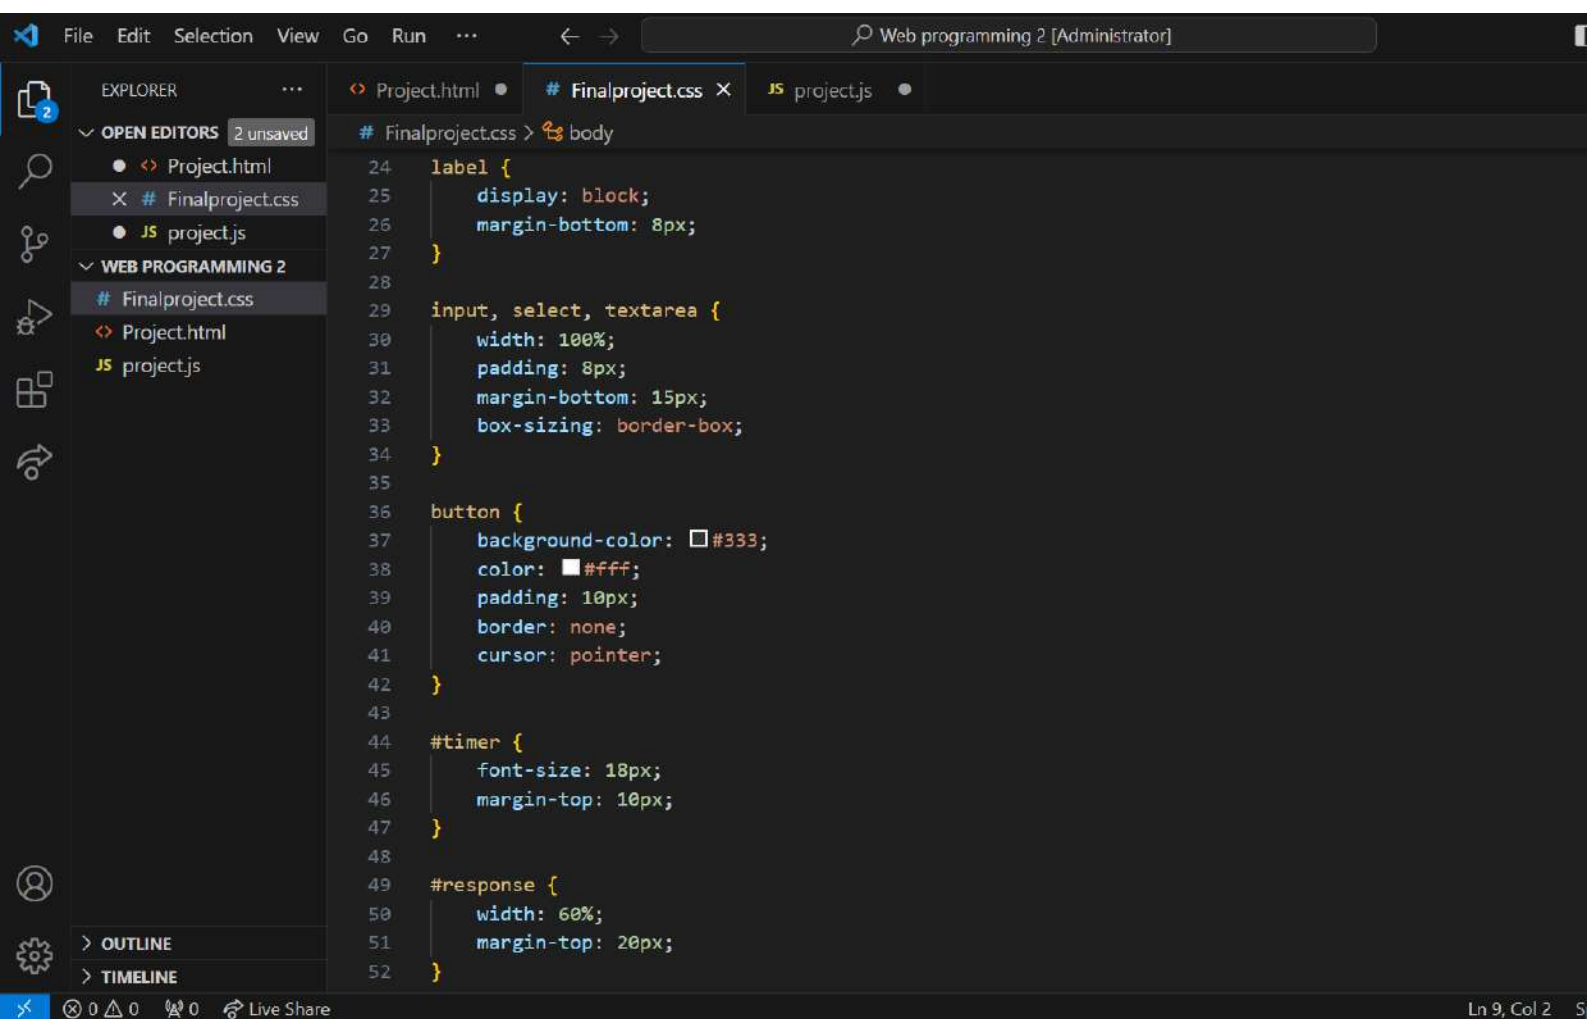 File Edit Selection View Go Run ··· ← → Web programming 2 [Administrator]
EXPLORER ···
Project.html
# Finalproject.css
JS project.js
2
OPEN EDITORS 2 unsaved
Project.html
# Finalproject.css
JS project.js
WEB PROGRAMMING 2
# Finalproject.css
Project.html
JS project.js
OUTLINE
TIMELINE
# Finalproject.css > body
24 label {
25 display: block;
26 margin-bottom: 8px;
27 }
28
29 input, select, textarea {
30 width: 100%;
31 padding: 8px;
32 margin-bottom: 15px;
33 box-sizing: border-box;
34 }
35
36 button {
37 background-color: #333;
38 color: #fff;
39 padding: 10px;
40 border: none;
41 cursor: pointer;
42 }
43
44 #timer {
45 font-size: 18px;
46 margin-top: 10px;
47 }
48
49 #response {
50 width: 60%;
51 margin-top: 20px;
52 }
0 0 0 Live Share Ln 9, Col 2